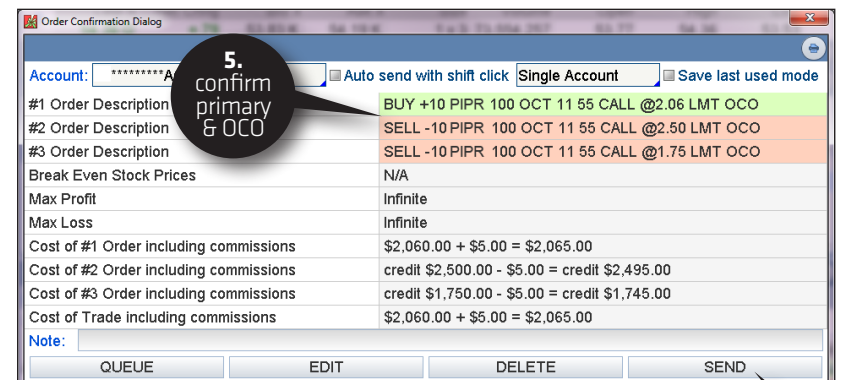 Order Confirmation Dialog
Account: *********A
Auto send with shift click
Single Account
Save last used mode
5.
confirm
primary
& OCO
#1 Order Description BUY +10 PIPR 100 OCT 11 55 CALL @2.06 LMT OCO
#2 Order Description SELL -10 PIPR 100 OCT 11 55 CALL @2.50 LMT OCO
#3 Order Description SELL -10 PIPR 100 OCT 11 55 CALL @1.75 LMT OCO
Break Even Stock Prices N/A
Max Profit Infinite
Max Loss Infinite
Cost of #1 Order including commissions $2,060.00 + $5.00 = $2,065.00
Cost of #2 Order including commissions credit $2,500.00 - $5.00 = credit $2,495.00
Cost of #3 Order including commissions credit $1,750.00 - $5.00 = credit $1,745.00
Cost of Trade including commissions $2,060.00 + $5.00 = $2,065.00
Note:
QUEUE EDIT DELETE SEND